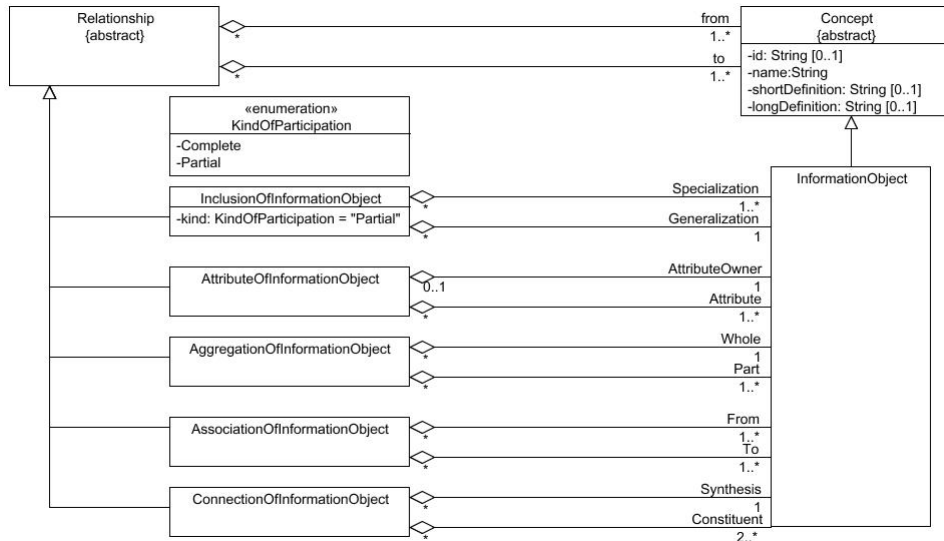 Relationship
{abstract}
*
from
1..*
*
to
1..*
Concept
{abstract}
-id: String [0..1]
-name:String
-shortDefinition: String [0..1]
-longDefinition: String [0..1]
«enumeration»
KindOfParticipation
-Complete
-Partial
InformationObject
InclusionOfInformationObject
-kind: KindOfParticipation = "Partial"
*
Specialization
1..*
*
Generalization
1
AttributeOfInformationObject
0..1
AttributeOwner
1
*
Attribute
1..*
AggregationOfInformationObject
*
Whole
1
*
Part
1..*
AssociationOfInformationObject
*
From
1..*
*
To
1..*
ConnectionOfInformationObject
*
Synthesis
1
*
Constituent
2..*